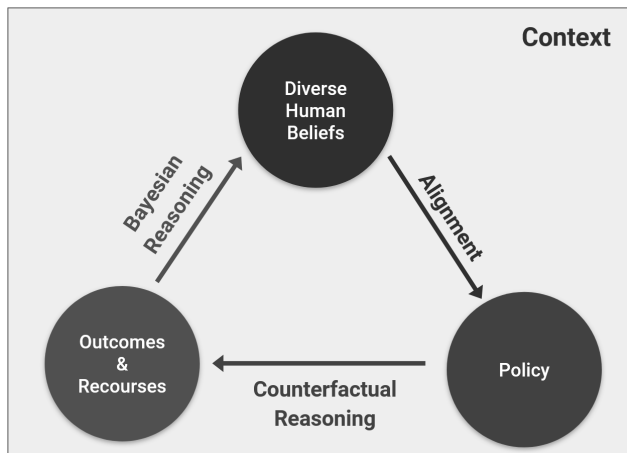 Context
Diverse
Human
Beliefs
Bayesian
Reasoning
Alignment
Outcomes
&
Recourses
Policy
Counterfactual
Reasoning